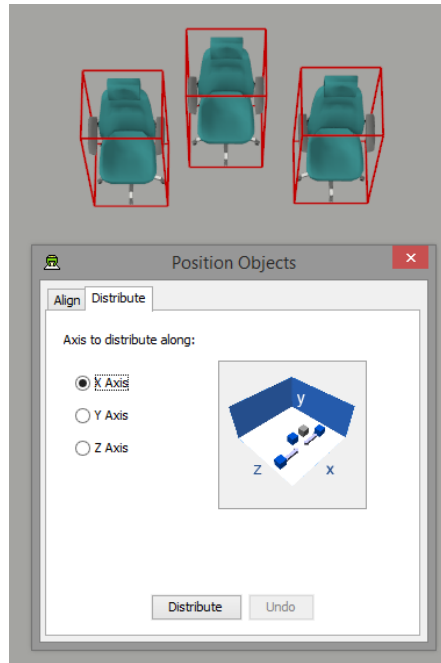 Position Objects
Align Distribute
Axis to distribute along:
X Axis
Y Axis
Z Axis
y
z x
Distribute Undo